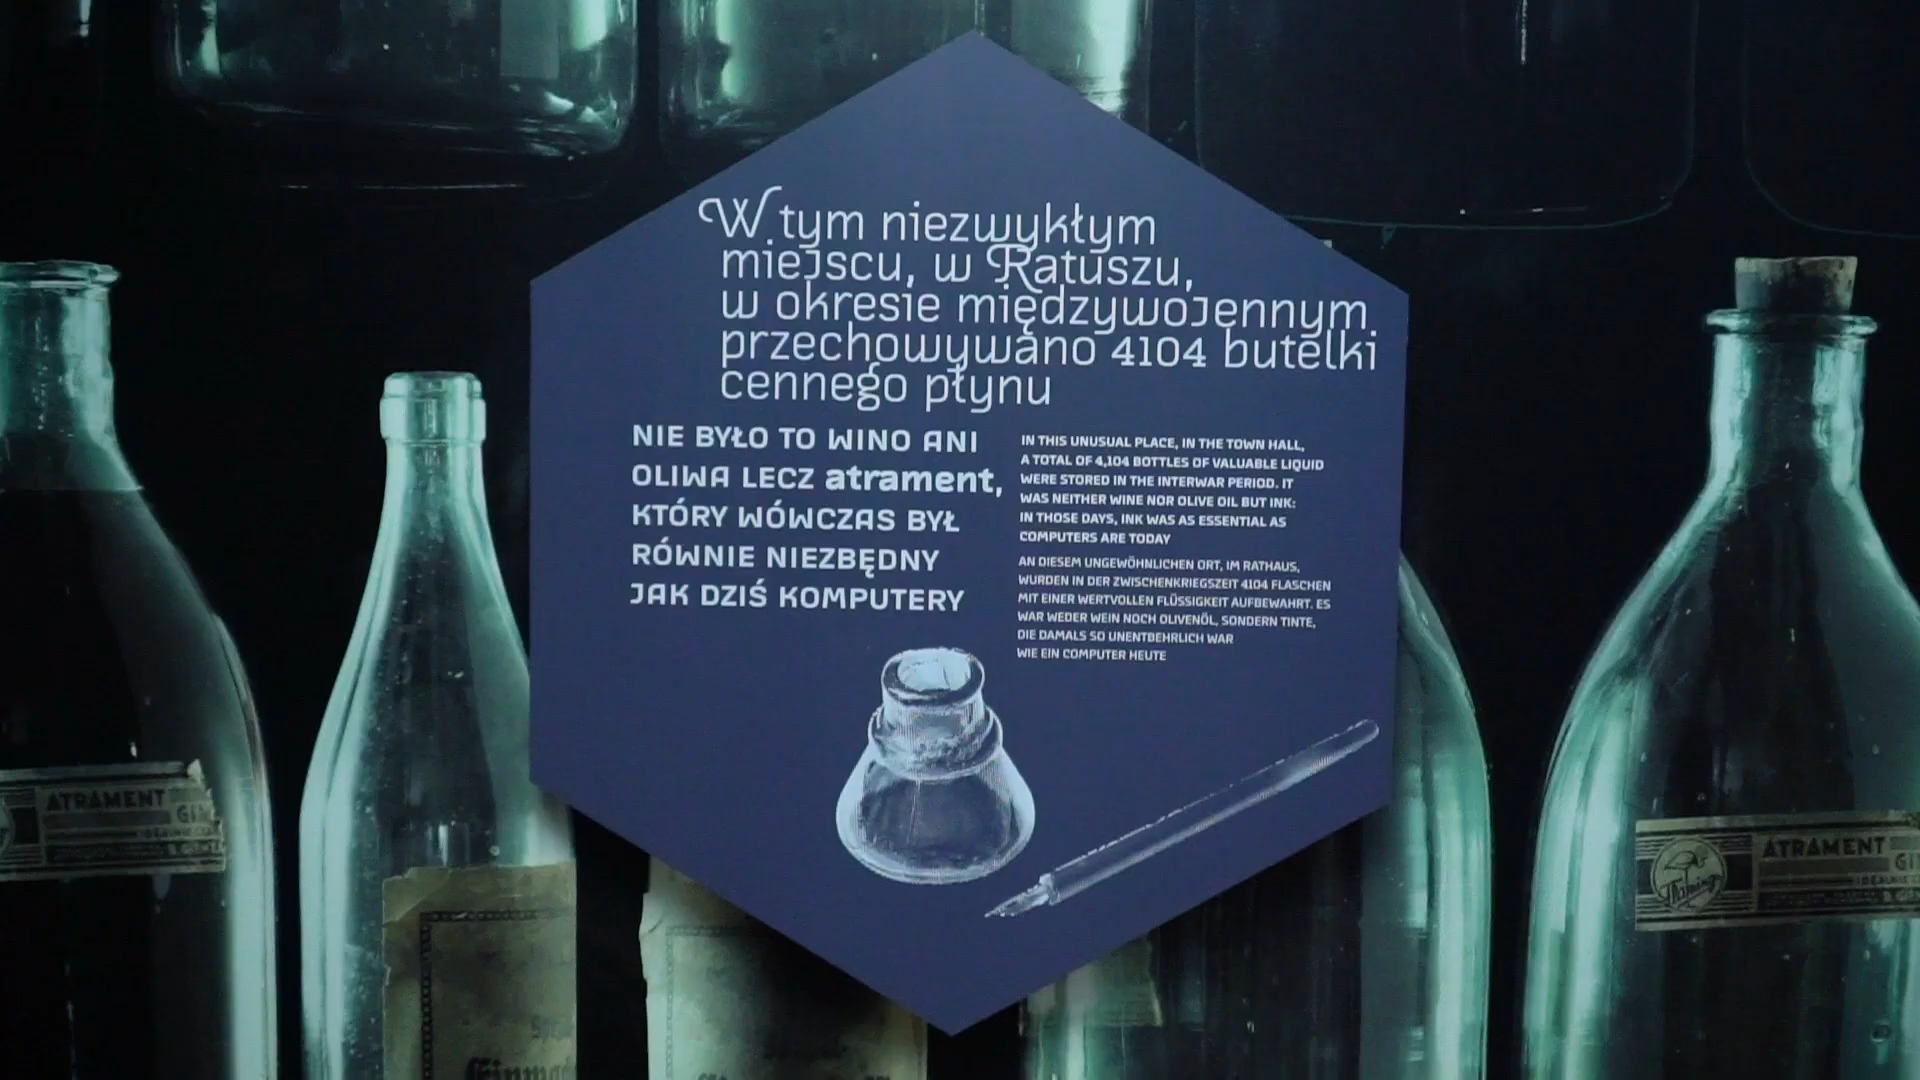 W tym niezwykłym
miejscu, w Ratuszu,
w okresie międzywojennym
przechowywano 4104 butelki
cennego płynu
NIE BYŁO TO WINO ANI
OLIWA LECZ atrament,
KTÓRY WÓWCZAS BYŁ
RÓWNIE NIEZBĘDNY
JAK DZIŚ KOMPUTERY
IN THIS UNUSUAL PLACE, IN THE TOWN HALL,
A TOTAL OF 4,104 BOTTLES OF VALUABLE LIQUID
WERE STORED IN THE INTERWAR PERIOD. IT
WAS NEITHER WINE NOR OLIVE OIL BUT INK:
IN THOSE DAYS, INK WAS AS ESSENTIAL AS
COMPUTERS ARE TODAY
AN DIESEM UNGEWÖHNLICHEN ORT, IM RATHAUS,
WURDEN IN DER ZWISCHENKRIEGSZEIT 4104 FLASCHEN
MIT EINER WERTVOLLEN FLÜSSIGKEIT AUFBEWAHRT. ES
WAR WEDER WEIN NOCH OLIVENÖL, SONDERN TINTE,
DIE DAMALS SO UNENTBEHRLICH WAR
WIE EIN COMPUTER HEUTE
ATRAMENT
ATRAMENT